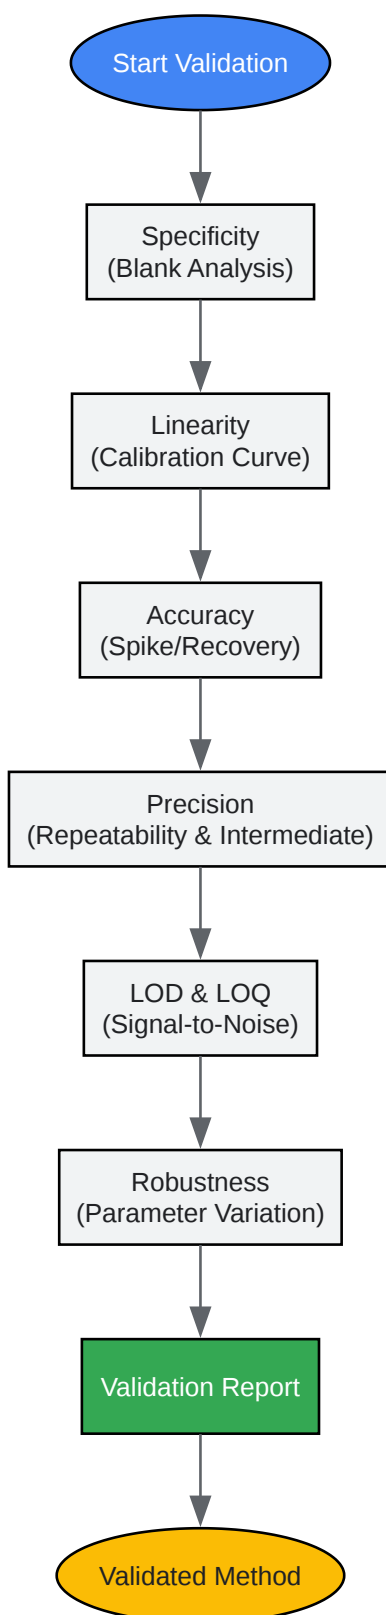 Start Validation
Specificity
(Blank Analysis)
Linearity
(Calibration Curve)
Accuracy
(Spike/Recovery)
Precision
(Repeatability & Intermediate)
LOD & LOQ
(Signal-to-Noise)
Robustness
(Parameter Variation)
Validation Report
Validated Method